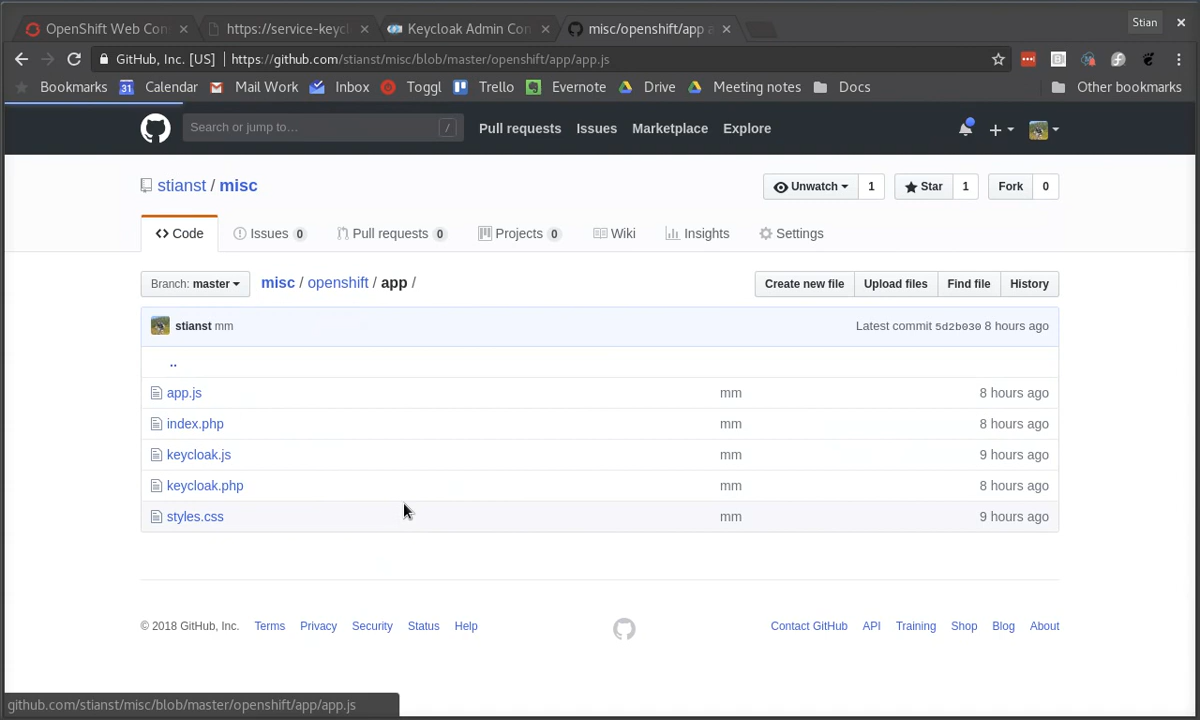 Stian
OpenShift Web Con
https://service-keycl
Keycloak Admin Con
misc/openshift/app a
GitHub, Inc. [US] | https://github.com/stianst/misc/blob/master/openshift/app/app.js
Bookmarks 31 Calendar Mail Work Inbox Toggl Trello Evernote Drive Meeting notes Docs Other bookmarks
Search or jump to… / Pull requests Issues Marketplace Explore
stianst / misc
Unwatch 1 Star 1 Fork 0
Code Issues 0 Pull requests 0 Projects 0 Wiki Insights Settings
Branch: master misc / openshift / app / Create new file Upload files Find file History
stianst mm Latest commit 5d2b030 8 hours ago
..
app.js mm 8 hours ago
index.php mm 8 hours ago
keycloak.js mm 9 hours ago
keycloak.php mm 8 hours ago
styles.css mm 9 hours ago
© 2018 GitHub, Inc. Terms Privacy Security Status Help Contact GitHub API Training Shop Blog About
github.com/stianst/misc/blob/master/openshift/app/app.js